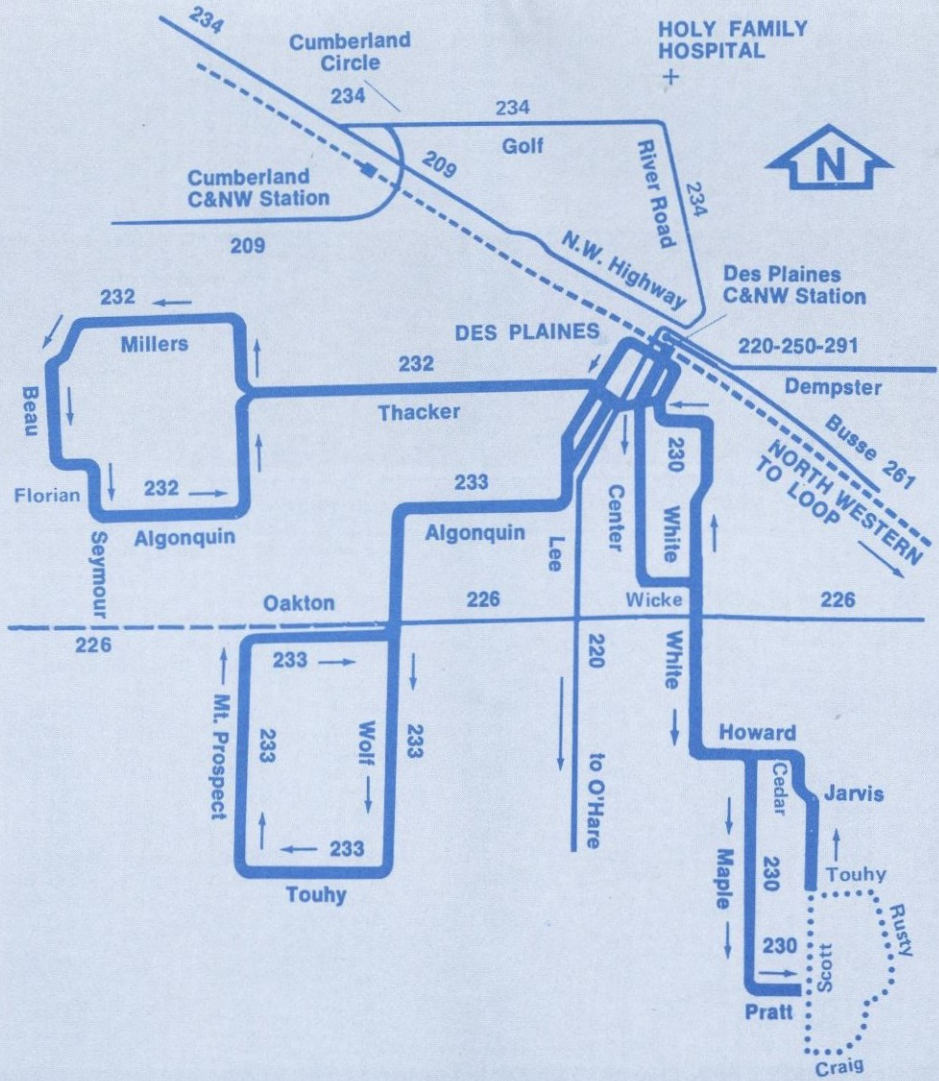 234
Cumberland
Circle
234
HOLY FAMILY
HOSPITAL
+
234
Golf
N
209
River Road
234
Cumberland
C&NW Station
209
N.W. Highway
Des Plaines
C&NW Station
232
Millers
DES PLAINES
220-250-291
Dempster
232
Thacker
Beau
Busse 261
230
NORTH WESTERN
TO LOOP
Florian
232
Algonquin
233
Algonquin
Center
White
Lee
Seymour
Oakton
226
Wicke
226
226
233
220
White
Mt. Prospect
233
Wolf
233
to O'Hare
Howard
Cedar
Jarvis
233
Touhy
Maple
230
Touhy
Rusty
230
Scott
Pratt
Craig